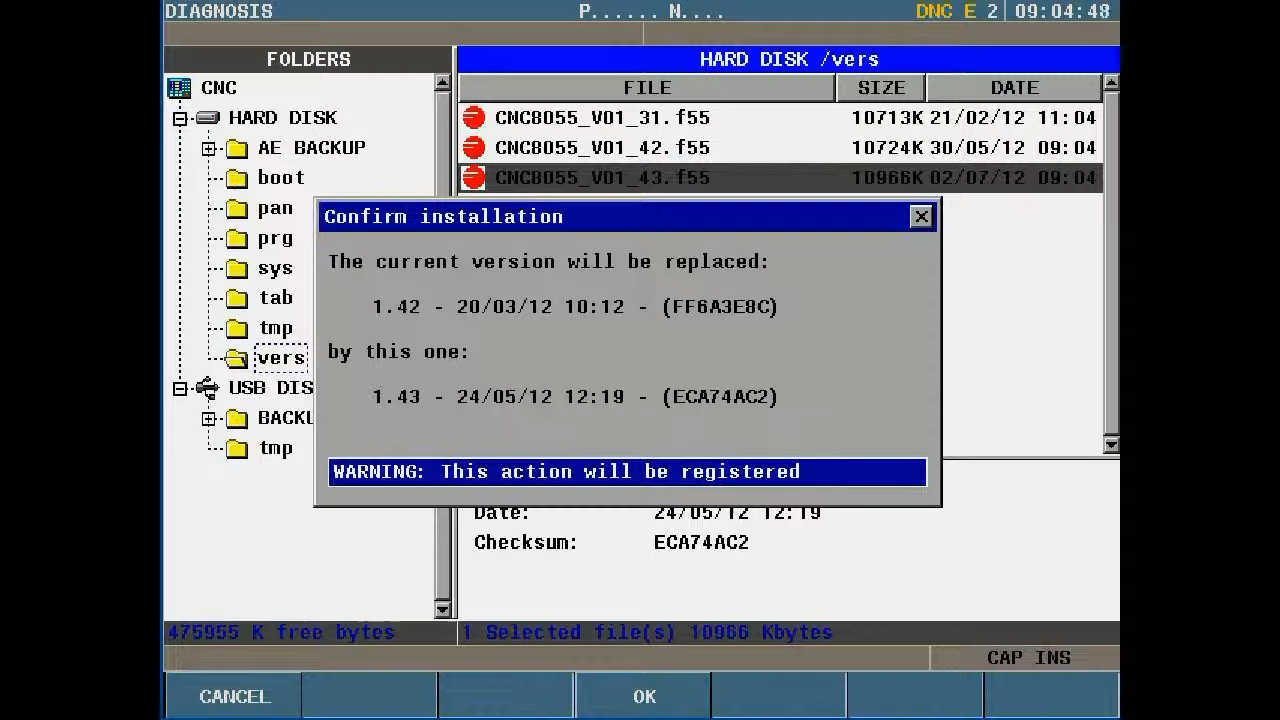 DIAGNOSIS P...... N.... DNC E 2 09:04:48
FOLDERS
HARD DISK /vers
CNC
HARD DISK
AE BACKUP
boot
pan
prg
sys
tab
tmp
vers
USB DIS
BACKU
tmp
FILE SIZE DATE
CNC8055_V01_31.f55 10713K 21/02/12 11:04
CNC8055_V01_42.f55 10724K 30/05/12 09:04
CNC8055_V01_43.f55 10966K 02/07/12 09:04
Confirm installation
The current version will be replaced:
1.42 - 20/03/12 10:12 - (FF6A3E8C)
by this one:
1.43 - 24/05/12 12:19 - (ECA74AC2)
WARNING: This action will be registered
Date: 24/05/12 12:19
Checksum: ECA74AC2
475955 K free bytes
1 Selected file(s) 10966 Kbytes
CAP INS
CANCEL OK